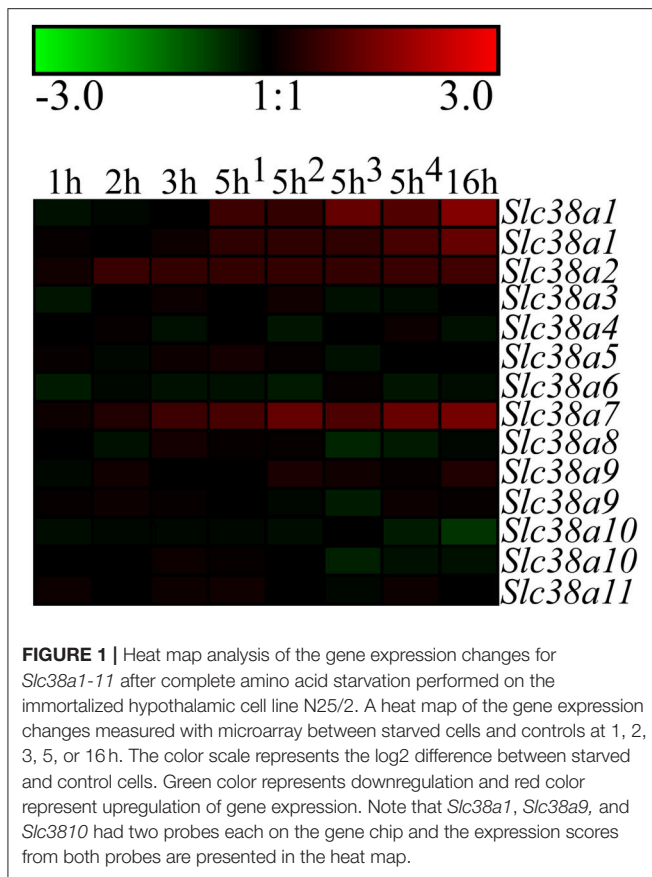 -3.0 1:1 3.0
1h 2h 3h 5h1 5h2 5h3 5h4 16h
Slc38a1
Slc38a1
Slc38a2
Slc38a3
Slc38a4
Slc38a5
Slc38a6
Slc38a7
Slc38a8
Slc38a9
Slc38a9
Slc38a10
Slc38a10
Slc38a11
FIGURE 1 | Heat map analysis of the gene expression changes for
Slc38a1-11 after complete amino acid starvation performed on the
immortalized hypothalamic cell line N25/2. A heat map of the gene expression
changes measured with microarray between starved cells and controls at 1, 2,
3, 5, or 16 h. The color scale represents the log2 difference between starved
and control cells. Green color represents downregulation and red color
represent upregulation of gene expression. Note that Slc38a1, Slc38a9, and
Slc3810 had two probes each on the gene chip and the expression scores
from both probes are presented in the heat map.